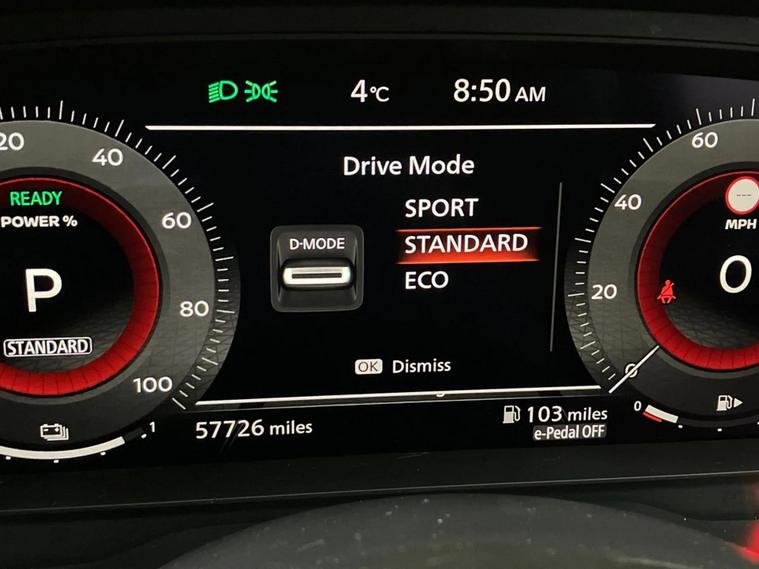 4°C
8:50 AM
20
40
60
80
100
READY
POWER %
P
STANDARD
Drive Mode
D-MODE
SPORT
STANDARD
ECO
OK Dismiss
60
40
20
0
---
MPH
0
1
57726 miles
103 miles
e-Pedal OFF
0